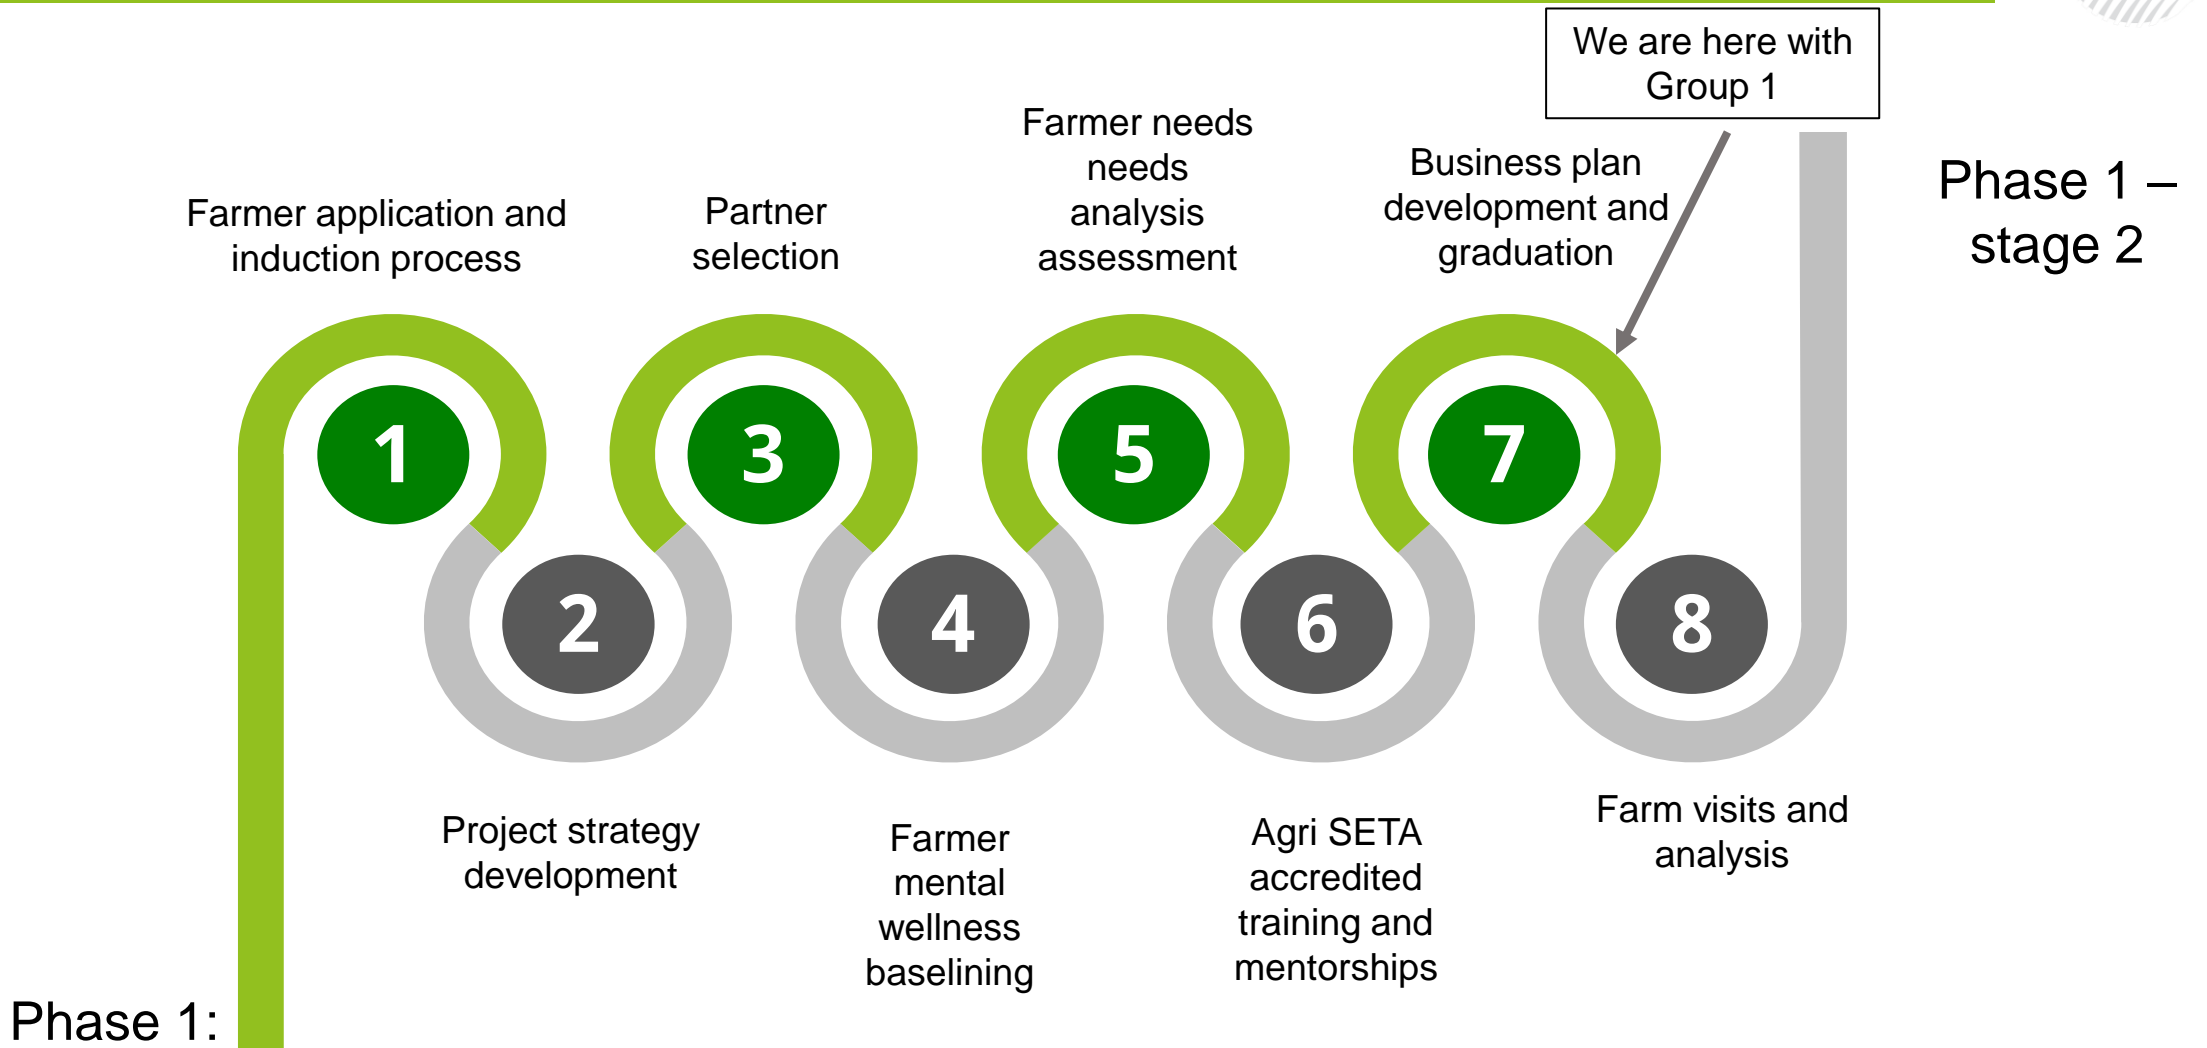 We are here with
Group 1
Farmer application and
induction process
Partner
selection
Farmer needs
needs
analysis
assessment
Business plan
development and
graduation
Phase 1 –
stage 2
1
3
5
7
2
4
6
8
Project strategy
development
Farmer
mental
wellness
baselining
Agri SETA
accredited
training and
mentorships
Farm visits and
analysis
Phase 1: